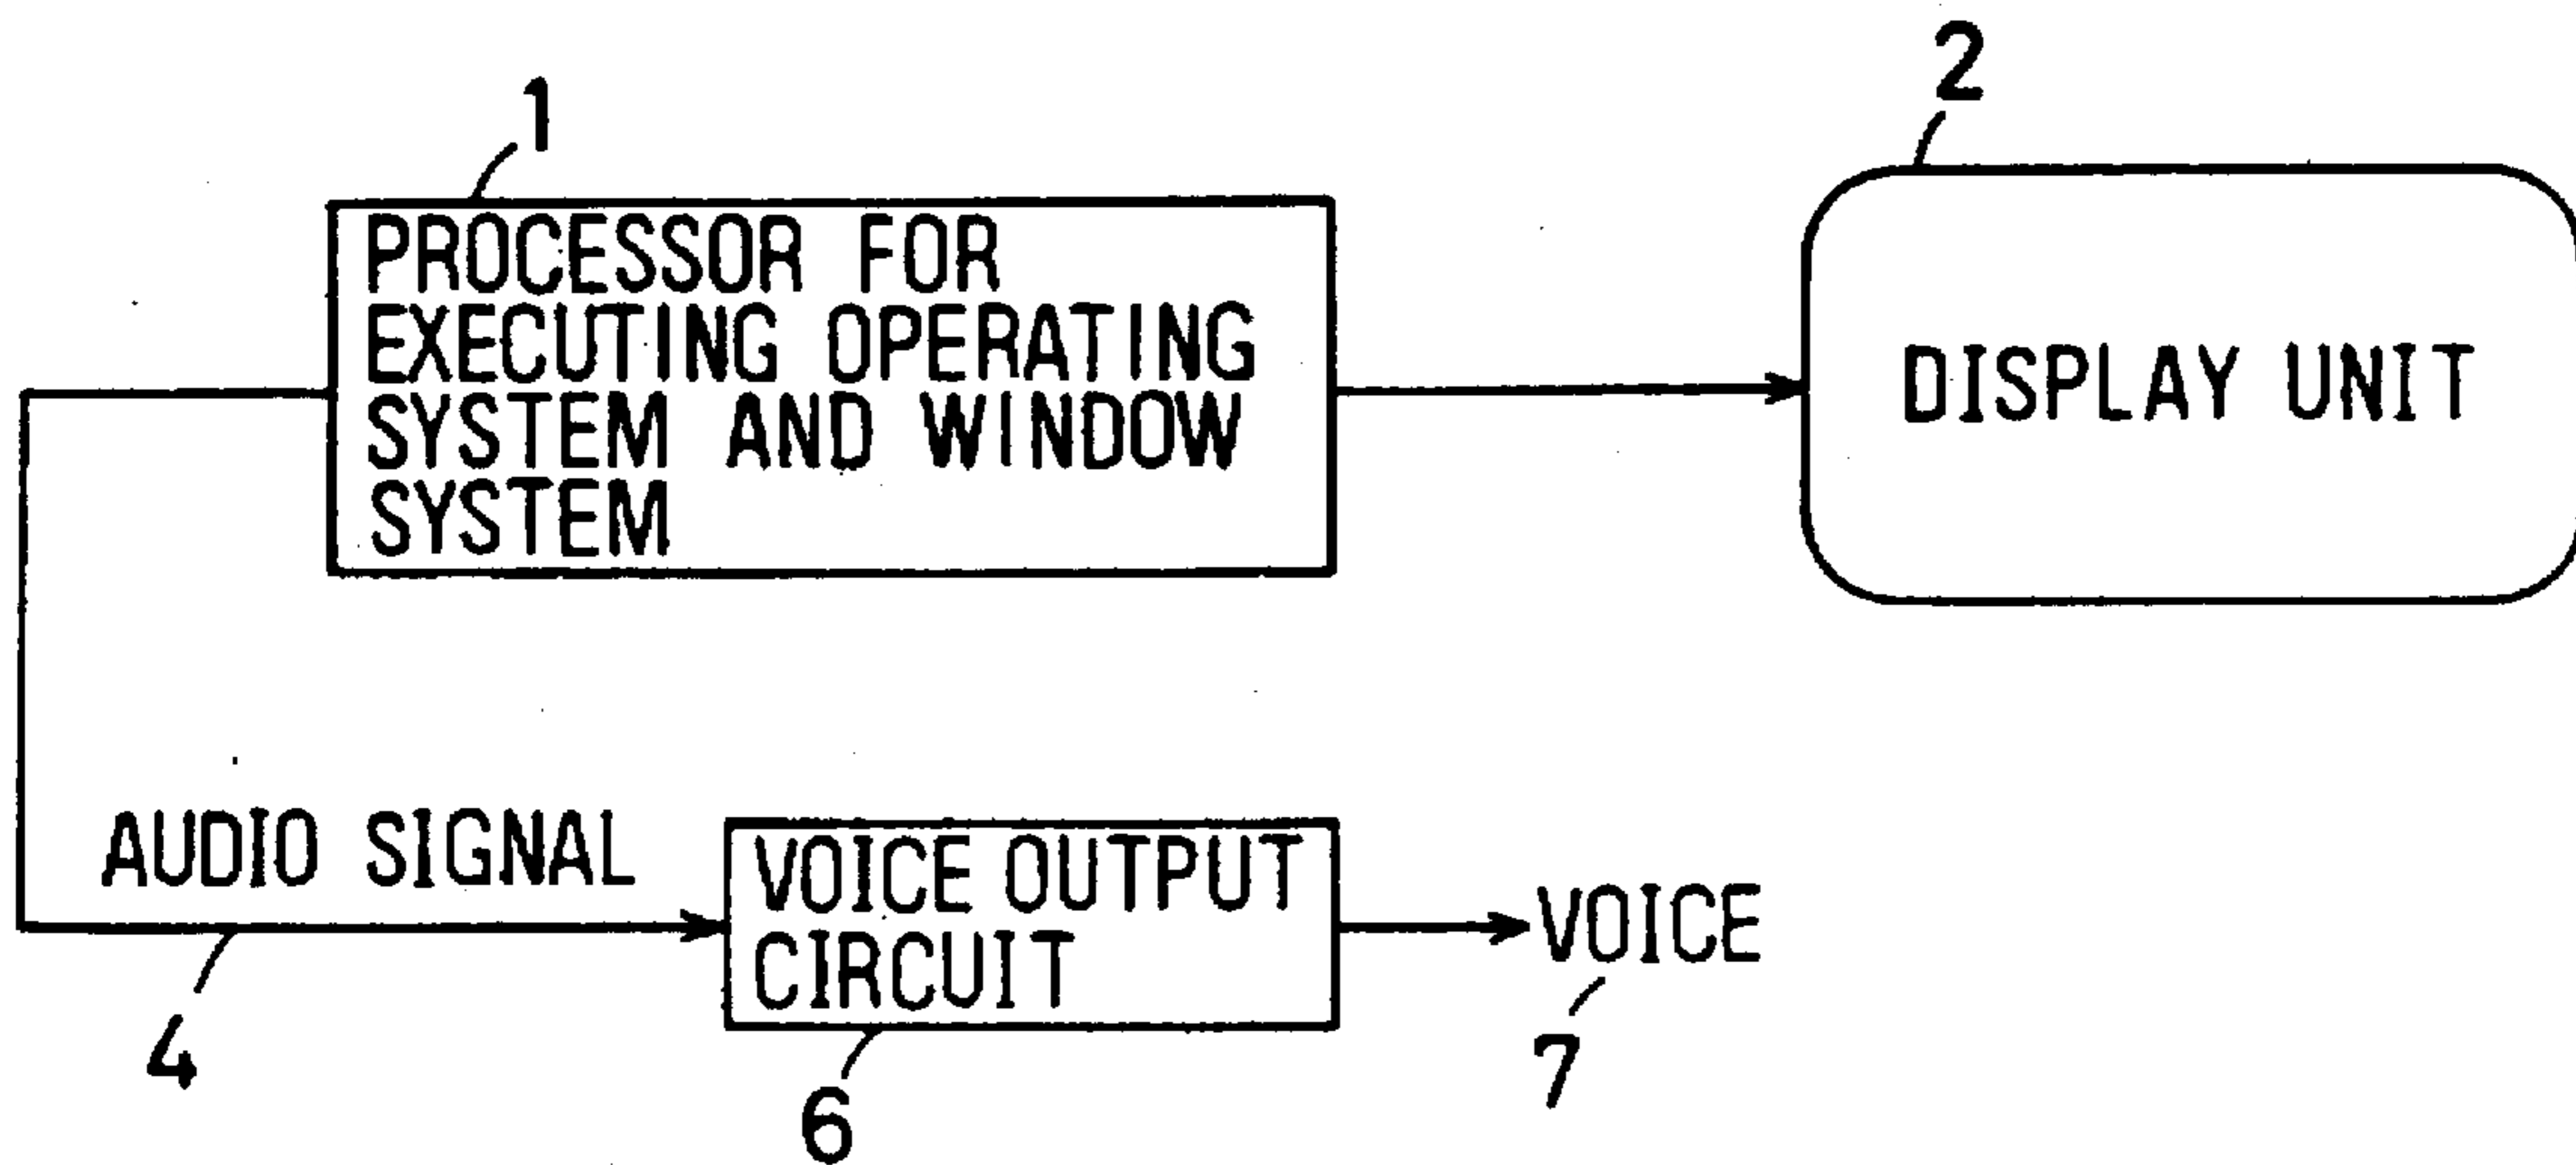 1
2
PROCESSOR FOR
EXECUTING OPERATING
SYSTEM AND WINDOW
SYSTEM
DISPLAY UNIT
AUDIO SIGNAL
VOICE OUTPUT
CIRCUIT
VOICE
4
6
7